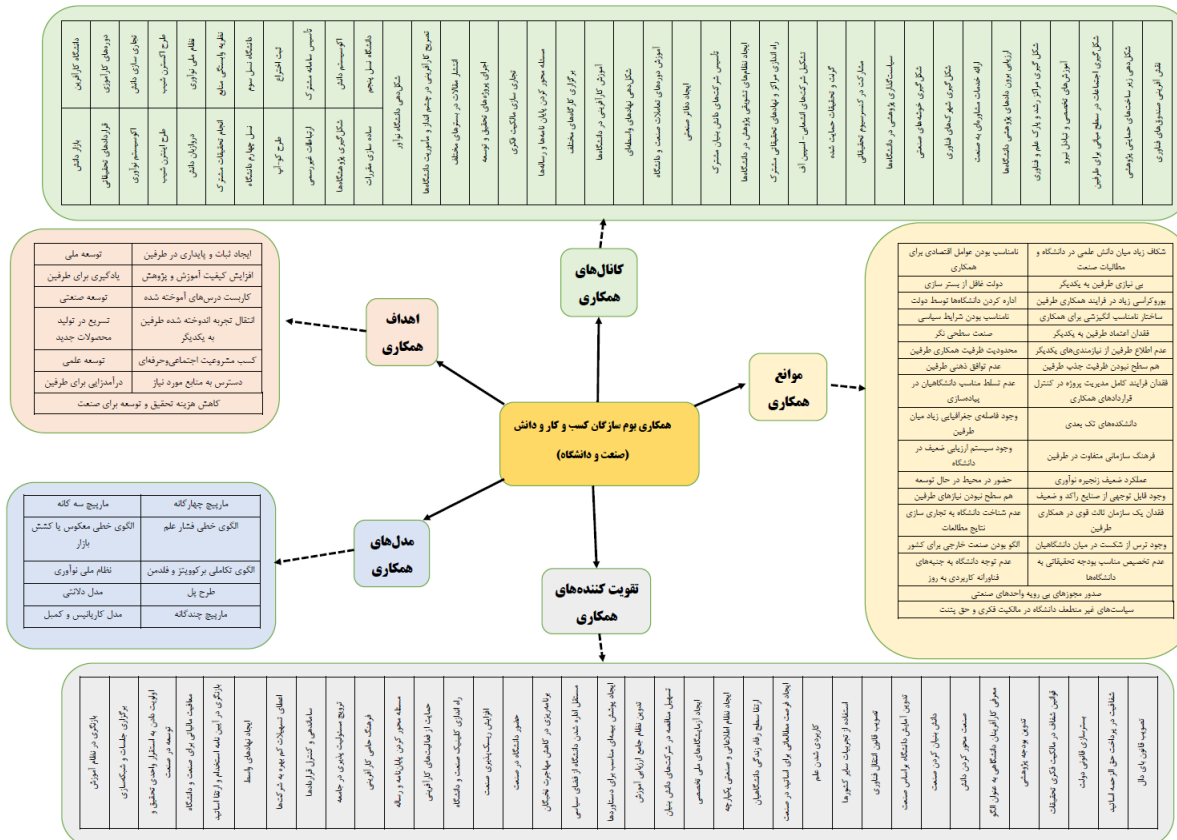 نقش آفرینی صندوق‌های فناوری
شکل‌دهی زیر ساخت‌های حمایتی پژوهشی
شکل‌گیری اجتماعات در سطح جهانی برای طرفین
آموزش‌های تخصصی و تبادل نیرو
شکل گیری مراکز رشد و پارک علم و فناوری
ارزیابی برون دادهای پژوهشی دانشگاه‌ها
ارائه خدمات مشاوره‌ای به صنعت
شکل‌گیری شهرک‌های فناوری
شکل‌گیری خوشه‌های صنعتی
سیاست‌گذاری پژوهشی در دانشگاه‌ها
مشارکت در کنسرسیوم تحقیقاتی
گرنت و تحقیقات حمایت شده
تشکیل شرکت‌های انشعابی - اسپین آف
راه اندازی مراکز و نهادهای تحقیقاتی مشترک
ایجاد نظام‌های تشویقی پژوهش در دانشگاه‌ها
تأسیس شرکت‌های دانش بنیان مشترک
ایجاد دفاتر صنعتی
آموزش دوره‌های تعاملات صنعت و دانشگاه
شکل‌دهی نهادهای واسطه‌ای
آموزش کارآفرینی در دانشگاه‌ها
برگزاری کارگاه‌های مختلف
مسئله محور کردن پایان نامه‌ها و رساله‌ها
تجاری سازی مالکیت فکری
اجرای پروژه‌های تحقیق و توسعه
انتشار مقالات در بسترهای مختلف
تصریح کارآفرینی در چشم انداز و مأموریت دانشگاه‌ها
شکل‌دهی دانشگاه نوآور
دانشگاه نسل پنجم
ساده سازی مقررات
اکوسیستم دانش
شکل‌گیری پژوهشگاه‌ها
تأسیس سامانه مشترک
ارتباطات غیررسمی
ثبت اختراع
طرح کو-آپ
دانشگاه نسل سوم
نسل چهارم دانشگاه
نظریه وابستگی منابع
انجام تحقیقات مشترک
نظام ملی نوآوری
دروازبان دانش
طرح اکسترن شیپ
طرح اینترن شیپ
تجاری سازی دانش
اکوسیستم نوآوری
دوره‌های کارآموزی
قراردادهای تحقیقاتی
دانشگاه کارآفرین
بازار دانش
کانال‌های
همکاری
اهداف
همکاری
ایجاد ثبات و پایداری در طرفین
توسعه ملی
افزایش کیفیت آموزش و پژوهش
یادگیری برای طرفین
کاربست درس‌های آموخته شده
توسعه صنعتی
انتقال تجربه اندوخته شده طرفین
به یکدیگر
تسریع در تولید
محصولات جدید
کسب مشروعیت اجتماعی‌وحرفه‌ای
توسعه علمی
دسترس به منابع مورد نیاز
درآمدزایی برای طرفین
کاهش هزینه تحقیق و توسعه برای صنعت
موانع
همکاری
شکاف زیاد میان دانش علمی در دانشگاه و
مطالبات صنعت
نامناسب بودن عوامل اقتصادی برای
همکاری
بی نیازی طرفین به یکدیگر
دولت غافل از بستر سازی
بوروکراسی زیاد در فرآیند همکاری طرفین
اداره کردن دانشگاه‌ها توسط دولت
ساختار نامناسب انگیزشی برای همکاری
نامناسب بودن شرایط سیاسی
فقدان اعتماد طرفین به یکدیگر
صنعت سطحی نگر
عدم اطلاع طرفین از نیازمندی‌های یکدیگر
محدودیت ظرفیت همکاری طرفین
هم سطح نبودن ظرفیت جذب طرفین
عدم توافق ذهنی طرفین
فقدان فرایند کامل مدیریت پروژه در کنترل
قراردادهای همکاری
عدم تسلط مناسب دانشگاهیان در
پیاده‌سازی
دانشکده‌های تک بعدی
وجود فاصله‌ی جغرافیایی زیاد میان
طرفین
فرهنگ سازمانی متفاوت در طرفین
وجود سیستم ارزیابی ضعیف در
دانشگاه
عملکرد ضعیف زنجیره نوآوری
حضور در محیط در حال توسعه
وجود قابل توجهی از صنایع راکد و ضعیف
هم سطح نبودن نیازهای طرفین
فقدان یک سازمان ثالث قوی در همکاری
طرفین
عدم شناخت دانشگاه به تجاری سازی
نتایج مطالعات
وجود ترس از شکست در میان دانشگاهیان
الگو بودن صنعت خارجی برای کشور
عدم تخصیص مناسب بودجه تحقیقاتی به
دانشگاه‌ها
عدم توجه دانشگاه به جنبه‌های
فناورانه کاربردی به روز
صدور مجوزهای بی رویه واحدهای صنعتی
سیاست‌های غیر منعطف دانشگاه در مالکیت فکری و حق پتنت
همکاری بوم سازگان کسب و کار و دانش
(صنعت و دانشگاه)
مدل‌های
همکاری
مارپیچ چهارگانه
مارپیچ سه گانه
الگوی خطی فشار علم
الگوی خطی معکوس یا کشش
بازار
الگوی تکاملی برکوویتز و فلدمن
نظام ملی نوآوری
طرح پل
مدل دلالتی
مارپیچ چندگانه
مدل کاریانیس و کمبل
تقویت کننده‌های
همکاری
تصویب قانون بای دال
شفافیت در پرداخت حق الزحمه اساتید
بسترسازی قانونی دولت
قوانین شفاف در مالکیت فکری تحقیقات
تدوین بودجه پژوهشی
معرفی کارآفرینان دانشگاهی به عنوان الگو
صنعت محور کردن دانش
دانش بنیان کردن صنعت
تدوین آمایش دانشگاه براساس صنعت
تصویب قانون انتقال فناوری
استفاده از تجربیات سایر کشورها
کاربردی شدن علم
ایجاد فرصت مطالعاتی برای اساتید در صنعت
ارتقا سطح رفاه زندگی دانشگاهیان
ایجاد نظام اطلاعاتی و صنعتی یکپارچه
ایجاد آزمایشگاه‌های ملی تخصصی
تسهیل مناقصه در شرکت‌های دانش بنیان
تدوین نظام جامع ارزیابی آموزش
ایجاد پوشش بیمه‌ای مناسب برای دستاوردها
مستقل اداره شدن دانشگاه از فضای سیاسی
برنامه‌ریزی در کاهش مهاجرت نخبگان
حضور دانشگاه در صنعت
افزایش ریسک‌پذیری صنعت
راه اندازی کلینیک صنعت و دانشگاه
حمایت از فعالیت‌های کارآفرینی
مسئله محور کردن پایان‌نامه و رساله
فرهنگ حامی کارآفرینی
ترویج مسئولیت پذیری در جامعه
ساماندهی و کنترل قراردادها
اعطای تسهیلات کم بهره به شرکت‌ها
ایجاد نهادهای واسط
بازنگری در آیین نامه استخدام و ارتقا اساتید
معافیت مالیاتی برای صنعت و دانشگاه
اولویت دادن به استقرار واحدی تحقیق و
توسعه در صنعت
برگزاری جلسات و شبکه‌سازی
بازنگری در نظام آموزش